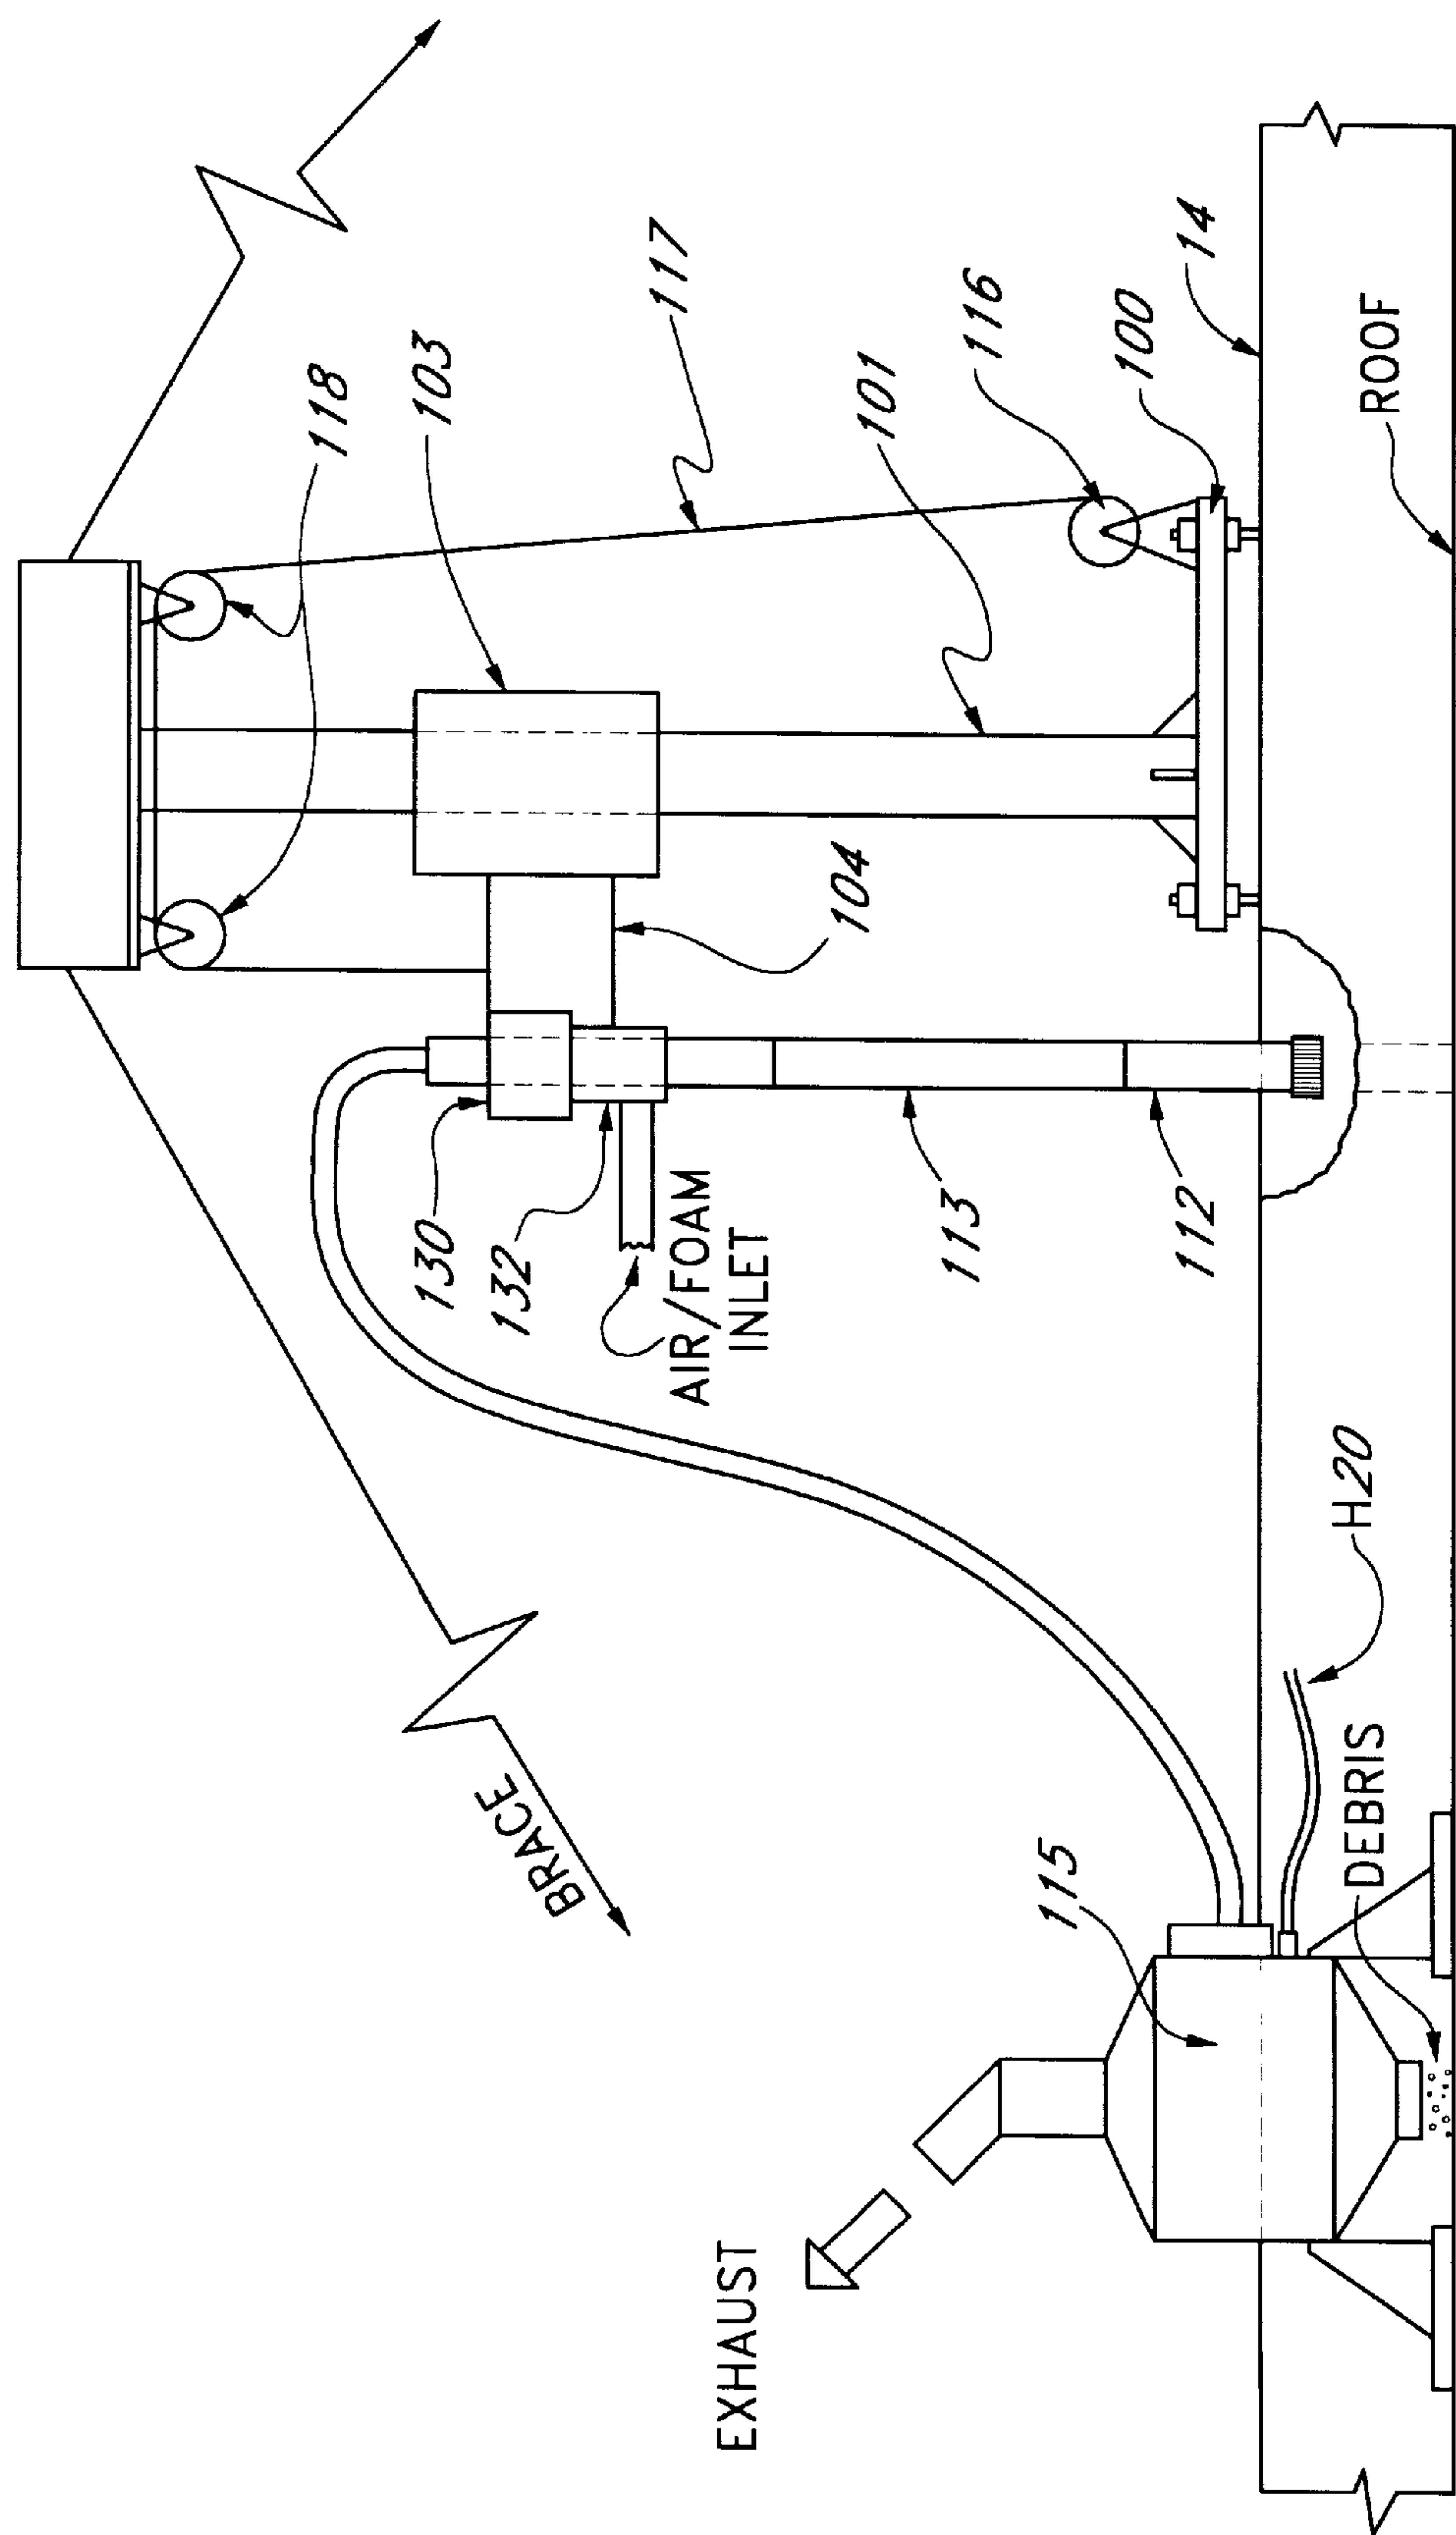 118
103
117
130
132
AIR/FOAM
INLET
104
101
116
113
112
100
14
BRACE
EXHAUST
115
H20
DEBRIS
ROOF